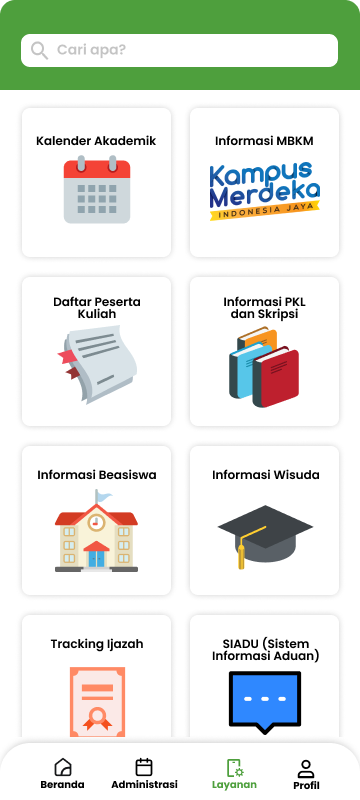 Cari apa?
Kalender Akademik
Informasi MBKM
Kampus
Merdeka
INDONESIA JAYA
Daftar Peserta
Kuliah
Informasi PKL
dan Skripsi
Informasi Beasiswa
Informasi Wisuda
Tracking Ijazah
SIADU (Sistem
Informasi Aduan)
Beranda
Administrasi
Layanan
Profil